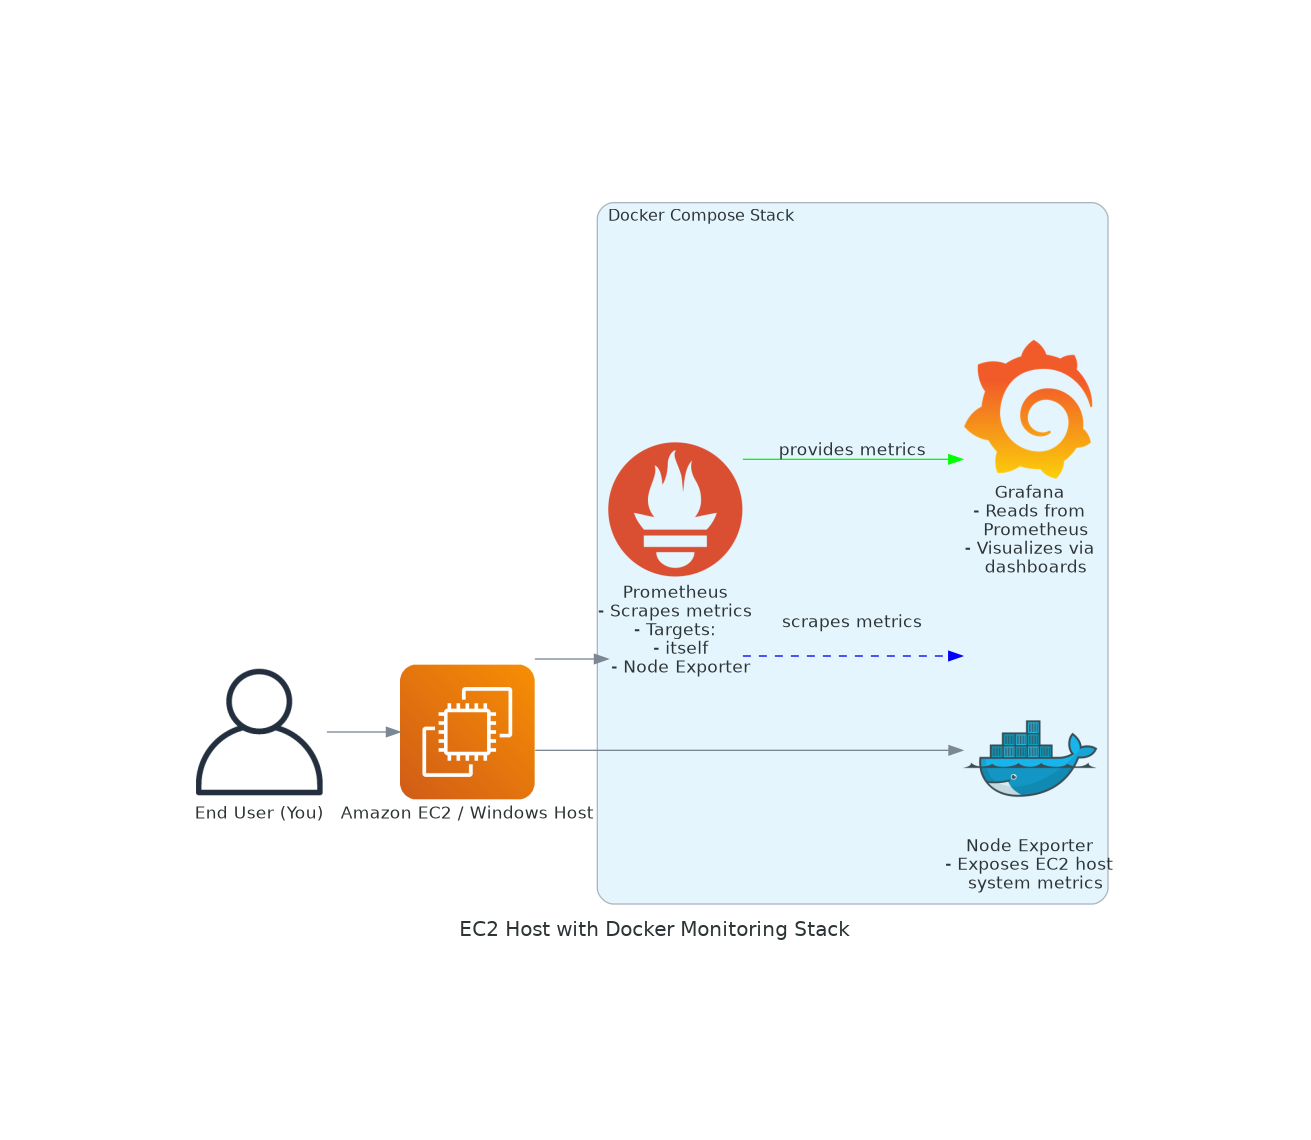 Docker Compose Stack
provides metrics
Grafana
- Reads from
Prometheus
- Visualizes via
dashboards
Prometheus
- Scrapes metrics
- Targets:
- itself
- Node Exporter
scrapes metrics
End User (You)
Amazon EC2 / Windows Host
Node Exporter
- Exposes EC2 host
system metrics
EC2 Host with Docker Monitoring Stack